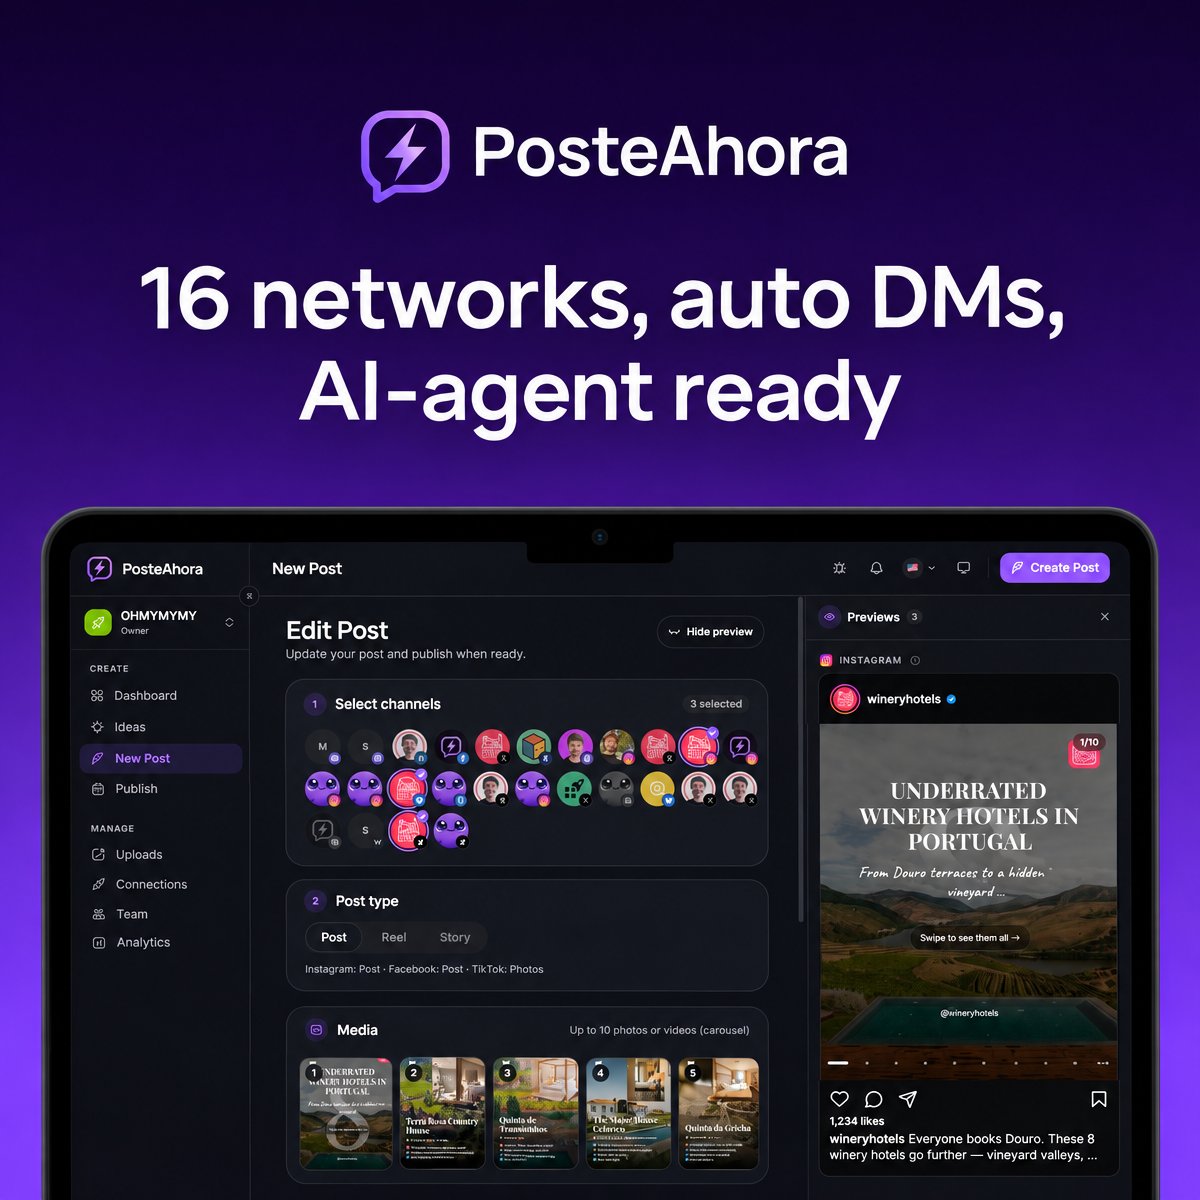 PosteAhora
16 networks, auto DMs,
AI-agent ready
PosteAhora
New Post
Create Post
OHMYMYMY
Owner
CREATE
Dashboard
Ideas
New Post
Publish
MANAGE
Uploads
Connections
Team
Analytics
Edit Post
Update your post and publish when ready.
Hide preview
1
Select channels
3 selected
M
S
S
W
2
Post type
Post
Reel
Story
Instagram: Post · Facebook: Post · TikTok: Photos
Media
Up to 10 photos or videos (carousel)
1
UNDERRATED
WINERY HOTELS IN
PORTUGAL
2
Terra Rosa Country
House
3
Quinta de
4
The
5
Quinta da Gricha
Previews
3
INSTAGRAM
wineryhotels
1/10
UNDERRATED
WINERY HOTELS IN
PORTUGAL
From Douro terraces to a hidden
vineyard ...
Swipe to see them all →
@wineryhotels
1,234 likes
wineryhotels Everyone books Douro. These 8
winery hotels go further — vineyard valleys, ...